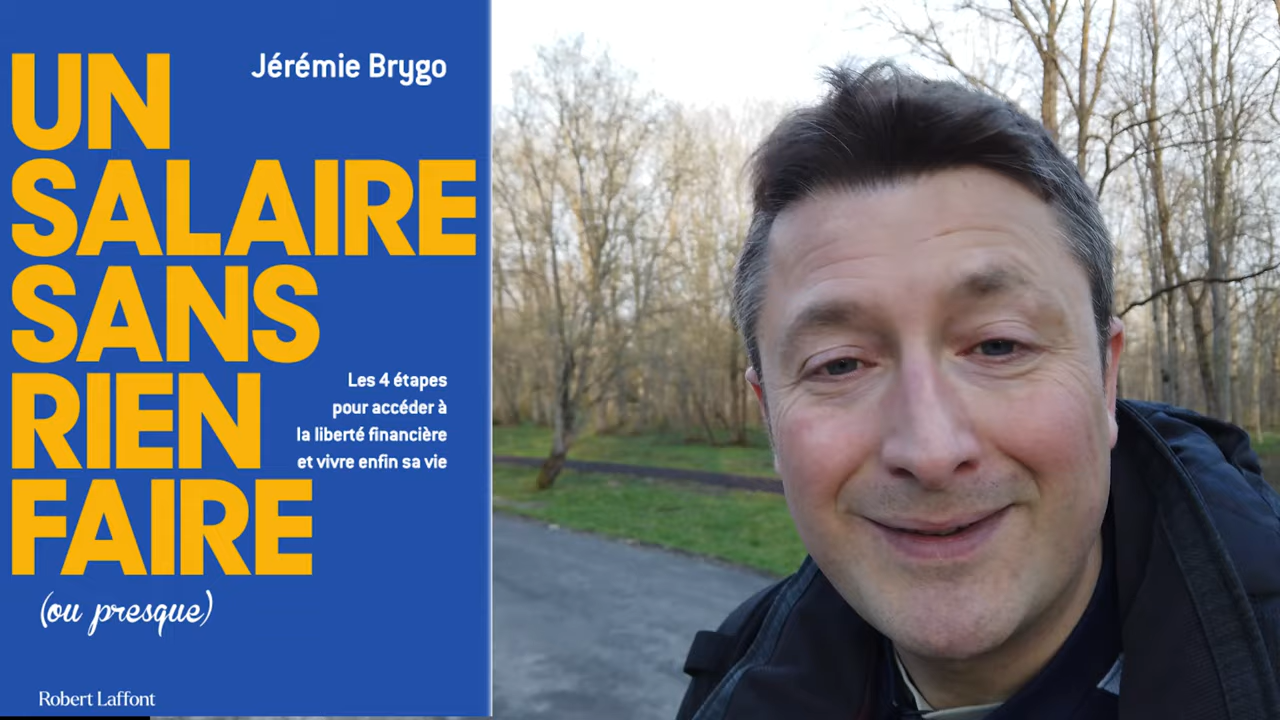 Jérémie Brygo
UN
SALAIRE
SANS
RIEN
FAIRE
Les 4 étapes
pour accéder à
la liberté financière
et vivre enfin sa vie
(ou presque)
Robert Laffont